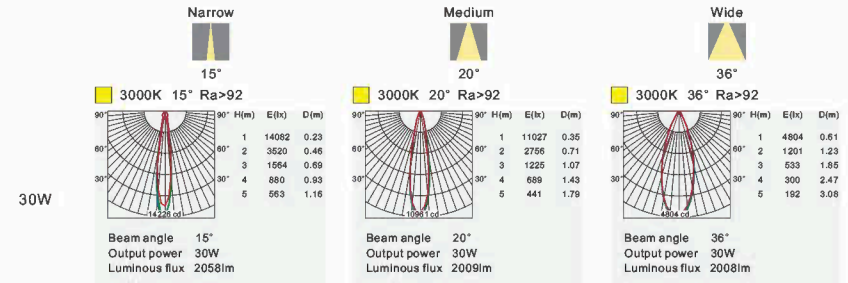 Narrow
15°
3000K 15° Ra>92
90° 90° H(m) E(lx) D(m)
1 14082 0.23
60° 60° 2 3520 0.46
3 1564 0.69
30° 30° 4 880 0.93
5 563 1.16
14226 cd
Beam angle 15°
Output power 30W
Luminous flux 2058lm
Medium
20°
3000K 20° Ra>92
90° 90° H(m) E(lx) D(m)
1 11027 0.35
60° 60° 2 2756 0.71
3 1225 1.07
30° 30° 4 689 1.43
5 441 1.79
10961 cd
Beam angle 20°
Output power 30W
Luminous flux 2009lm
Wide
36°
3000K 36° Ra>92
90° 90° H(m) E(lx) D(m)
1 4804 0.61
60° 60° 2 1201 1.23
3 533 1.85
30° 30° 4 300 2.47
5 192 3.08
4804 cd
Beam angle 36°
Output power 30W
Luminous flux 2008lm
30W